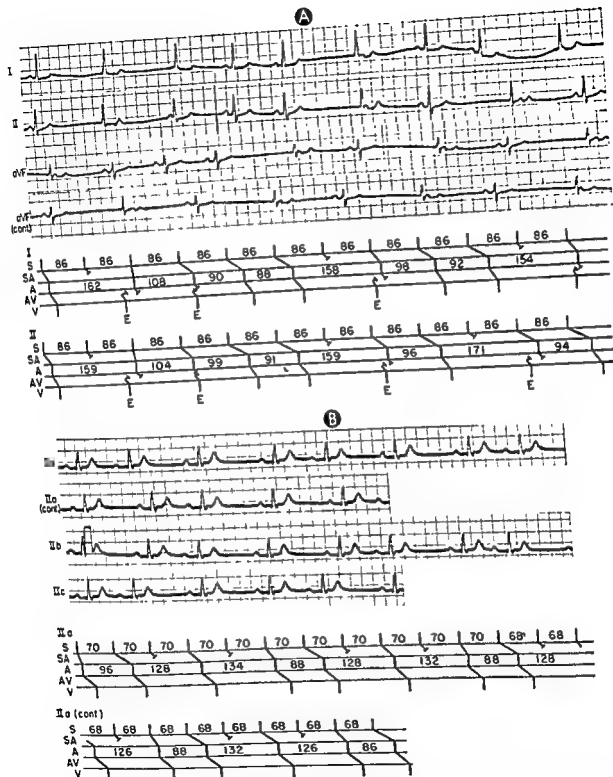 A
I
II
aVF
aVF
(cont)
I
S 86 86 86 86 86 86 86 86 86 86
SA
A 162 108 90 88 158 98 92 154
AV
V
E E E
II
S 86 86 86 86 86 86 86 86 86 86
SA
A 159 104 99 91 159 96 171 94
AV
V
E E E E
B
IIa
(cont)
IIb
IIc
IIa
S 70 70 70 70 70 70 70 70 70 70 70 68 68
SA
A 96 128 134 88 128 132 88 128
AV
V
IIa (cont)
S 68 68 68 68 68 68 68 68
SA
A 126 88 132 126 86
AV
V